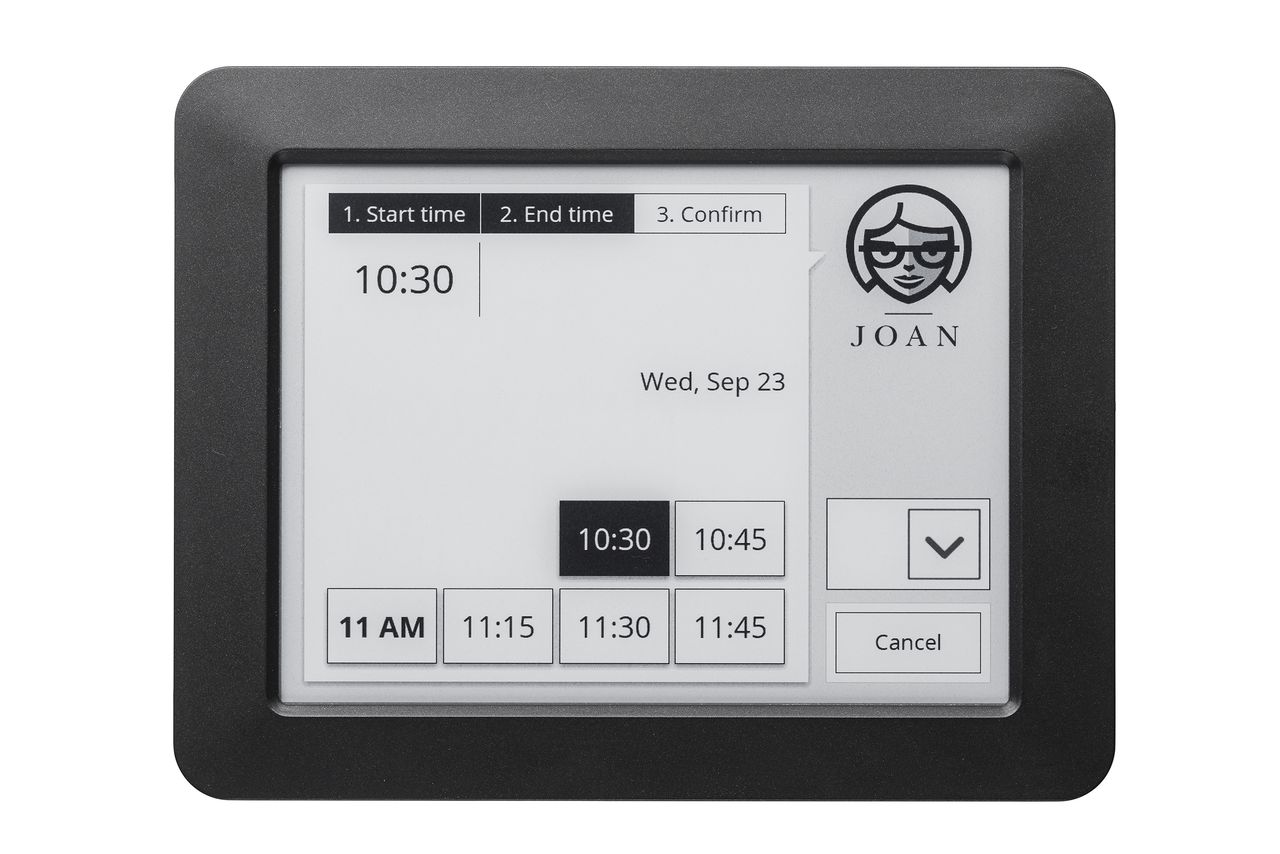 1. Start time 2. End time 3. Confirm
10:30
JOAN
Wed, Sep 23
10:30 10:45
11 AM 11:15 11:30 11:45
Cancel